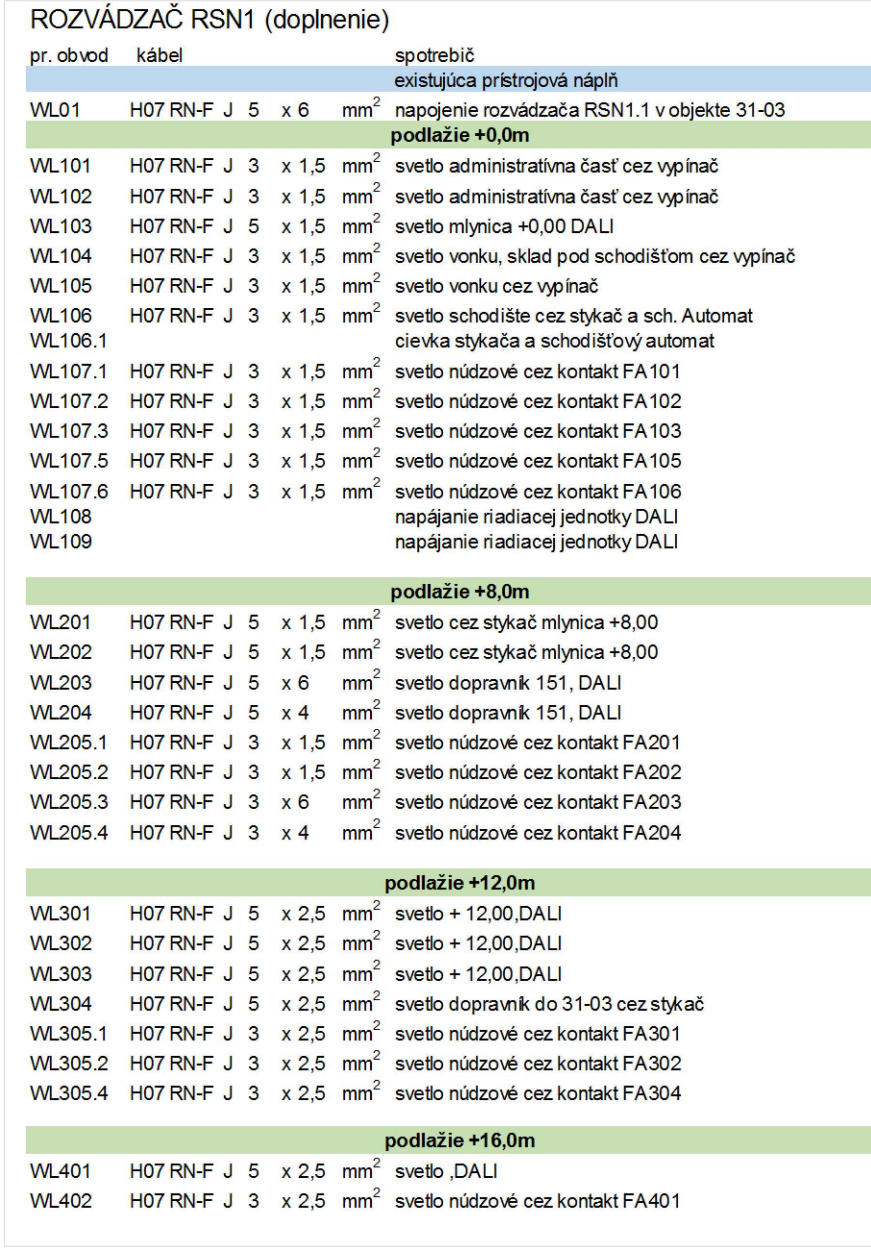 ROZVÁDZAČ RSN1 (doplnenie)
pr. obvod kábel spotrebič
existujúca prístrojová náplň
WL01 H07 RN-F J 5 x 6 mm² napojenie rozvádzača RSN1.1 v objekte 31-03
podlažie +0,0m
WL101 H07 RN-F J 3 x 1,5 mm² svetlo administratívna časť cez vypínač
WL102 H07 RN-F J 3 x 1,5 mm² svetlo administratívna časť cez vypínač
WL103 H07 RN-F J 5 x 1,5 mm² svetlo mlynica +0,00 DALI
WL104 H07 RN-F J 3 x 1,5 mm² svetlo vonku, sklad pod schodišťom cez vypínač
WL105 H07 RN-F J 3 x 1,5 mm² svetlo vonku cez vypínač
WL106 H07 RN-F J 3 x 1,5 mm² svetlo schodište cez stykač a sch. Automat
WL106.1 cievka stykača a schodišťový automat
WL107.1 H07 RN-F J 3 x 1,5 mm² svetlo núdzové cez kontakt FA101
WL107.2 H07 RN-F J 3 x 1,5 mm² svetlo núdzové cez kontakt FA102
WL107.3 H07 RN-F J 3 x 1,5 mm² svetlo núdzové cez kontakt FA103
WL107.5 H07 RN-F J 3 x 1,5 mm² svetlo núdzové cez kontakt FA105
WL107.6 H07 RN-F J 3 x 1,5 mm² svetlo núdzové cez kontakt FA106
WL108 napájanie riadiacej jednotky DALI
WL109 napájanie riadiacej jednotky DALI
podlažie +8,0m
WL201 H07 RN-F J 5 x 1,5 mm² svetlo cez stykač mlynica +8,00
WL202 H07 RN-F J 5 x 1,5 mm² svetlo cez stykač mlynica +8,00
WL203 H07 RN-F J 5 x 6 mm² svetlo dopravník 151, DALI
WL204 H07 RN-F J 5 x 4 mm² svetlo dopravník 151, DALI
WL205.1 H07 RN-F J 3 x 1,5 mm² svetlo núdzové cez kontakt FA201
WL205.2 H07 RN-F J 3 x 1,5 mm² svetlo núdzové cez kontakt FA202
WL205.3 H07 RN-F J 3 x 6 mm² svetlo núdzové cez kontakt FA203
WL205.4 H07 RN-F J 3 x 4 mm² svetlo núdzové cez kontakt FA204
podlažie +12,0m
WL301 H07 RN-F J 5 x 2,5 mm² svetlo + 12,00,DALI
WL302 H07 RN-F J 5 x 2,5 mm² svetlo + 12,00,DALI
WL303 H07 RN-F J 5 x 2,5 mm² svetlo + 12,00,DALI
WL304 H07 RN-F J 5 x 2,5 mm² svetlo dopravník do 31-03 cez stykač
WL305.1 H07 RN-F J 3 x 2,5 mm² svetlo núdzové cez kontakt FA301
WL305.2 H07 RN-F J 3 x 2,5 mm² svetlo núdzové cez kontakt FA302
WL305.4 H07 RN-F J 3 x 2,5 mm² svetlo núdzové cez kontakt FA304
podlažie +16,0m
WL401 H07 RN-F J 5 x 2,5 mm² svetlo ,DALI
WL402 H07 RN-F J 3 x 2,5 mm² svetlo núdzové cez kontakt FA401